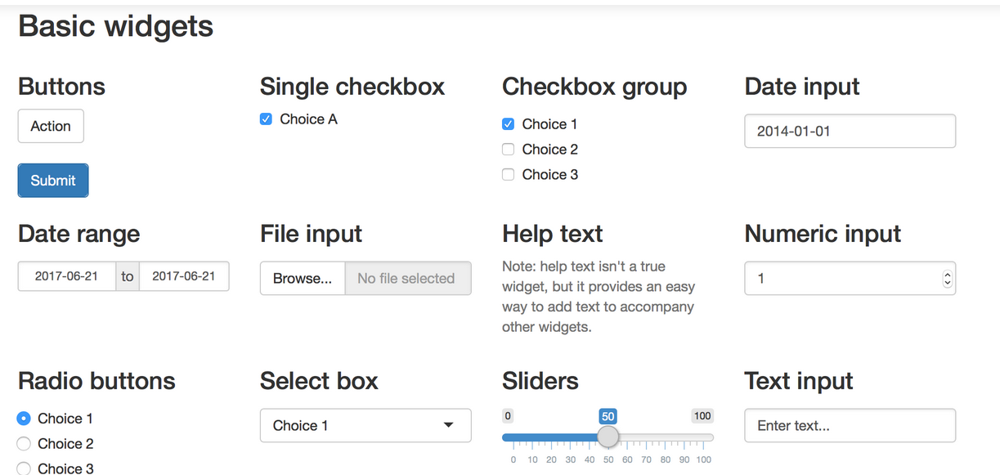 Basic widgets
Buttons
Action
Submit
Single checkbox
Choice A
Checkbox group
Choice 1
Choice 2
Choice 3
Date input
2014-01-01
Date range
2017-06-21 to 2017-06-21
File input
Browse... No file selected
Help text
Note: help text isn't a true
widget, but it provides an easy
way to add text to accompany
other widgets.
Numeric input
1
Radio buttons
Choice 1
Choice 2
Choice 3
Select box
Choice 1
Sliders
0 50 100
0 10 20 30 40 50 60 70 80 90 100
Text input
Enter text...